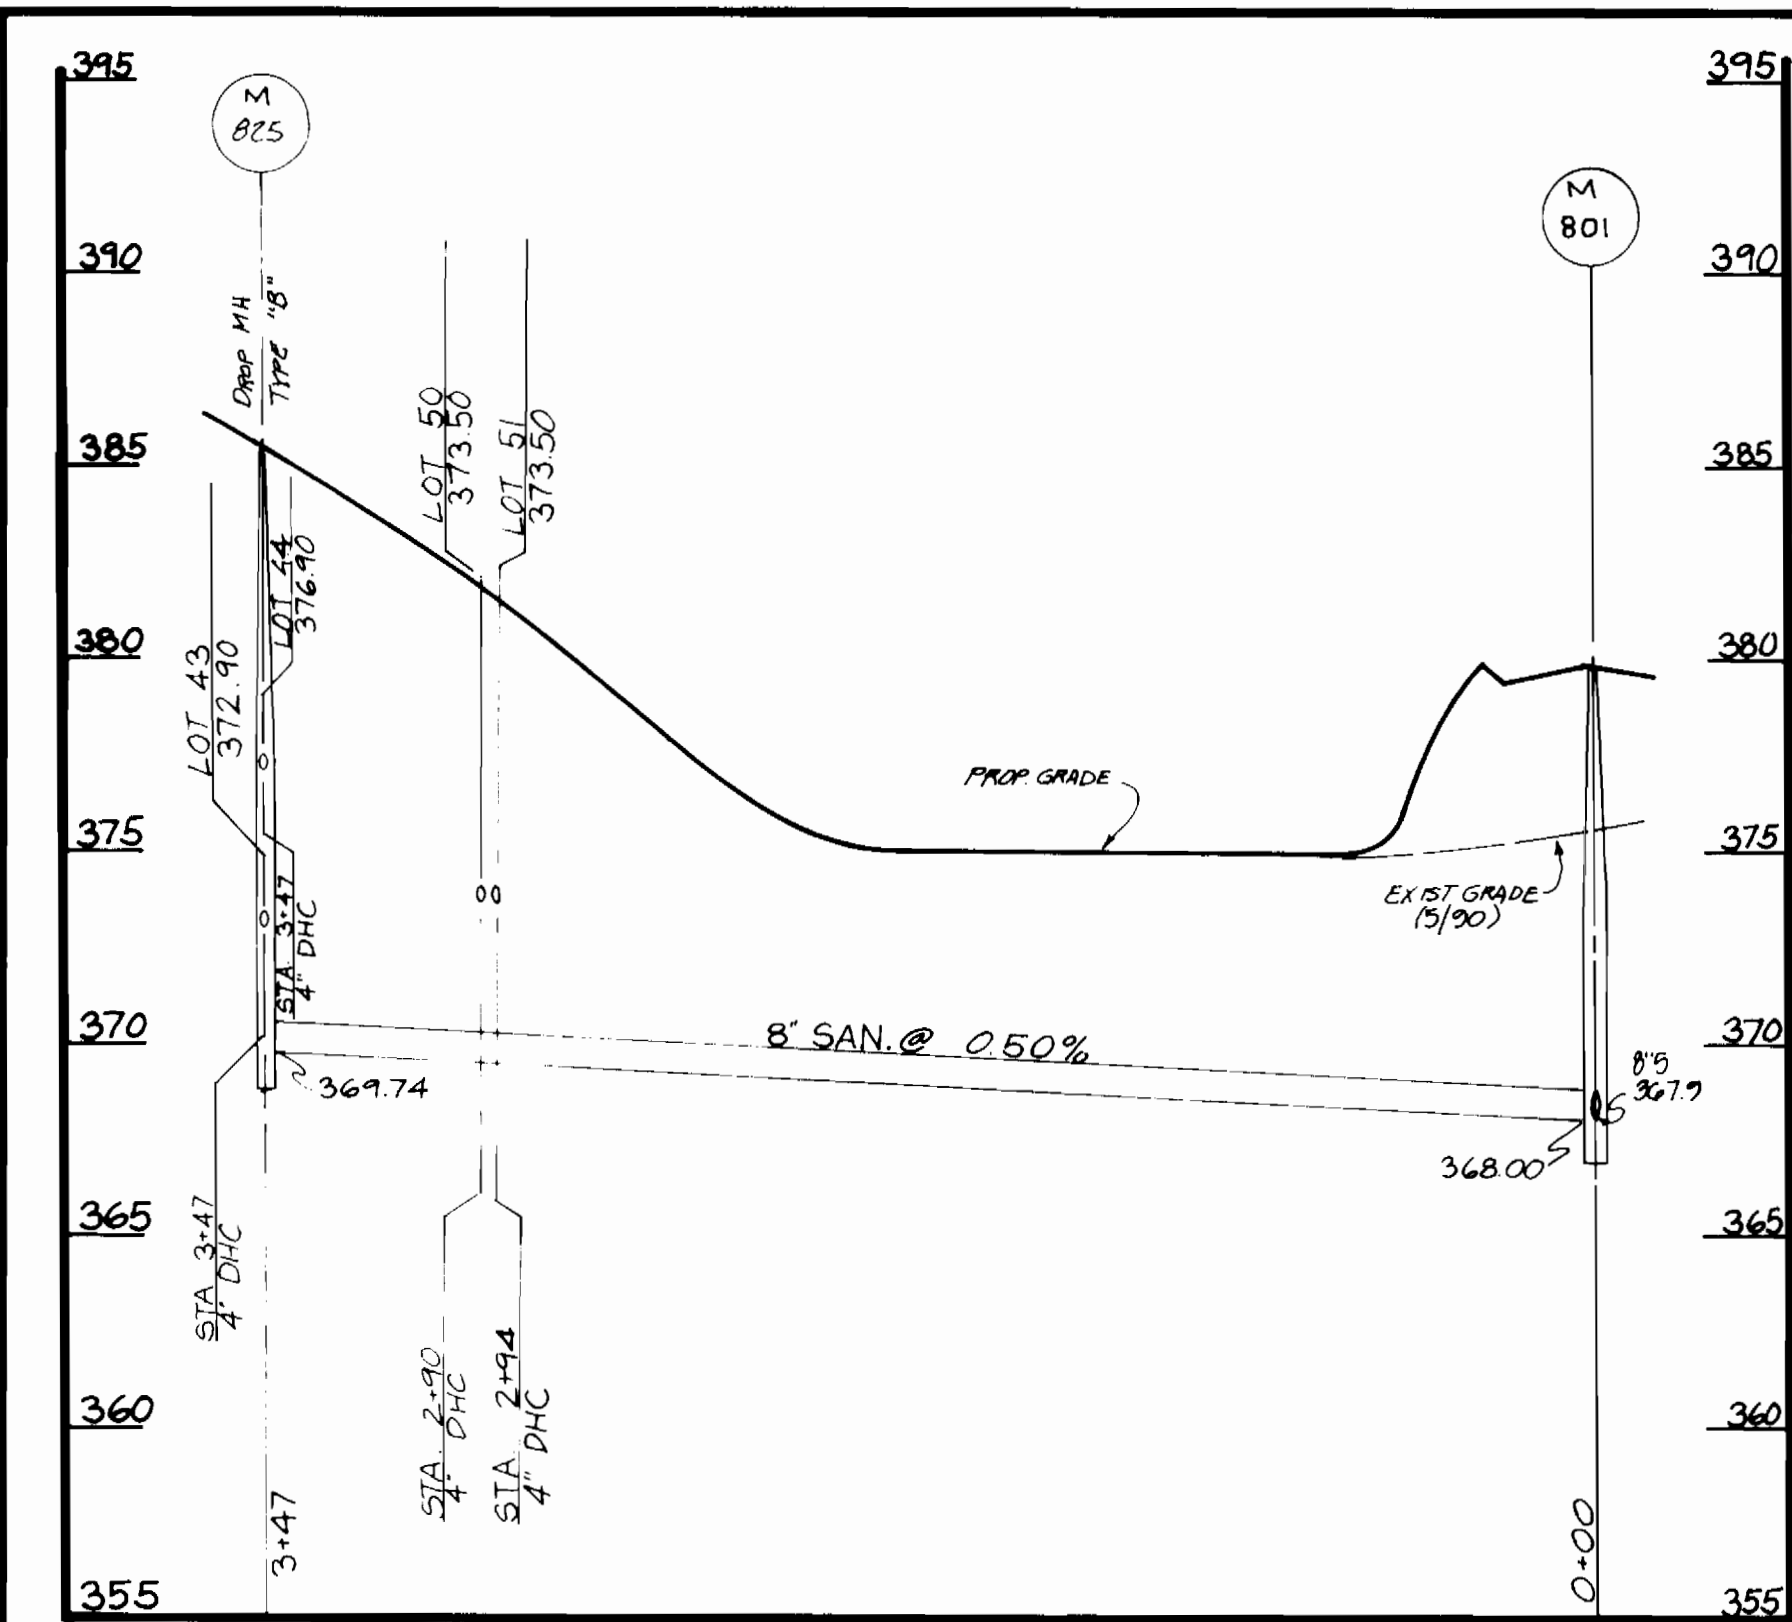 395
390
385
380
375
370
365
360
355
M
825
DROP MH
TYPE "B"
LOT 43
372.90
LOT 44
376.90
STA. 3+47
4" DHC
STA 3+47
4" DHC
369.74
3+47
LOT 50
373.50
LOT 51
373.50
STA. 2+90
4" DHC
STA. 2+94
4" DHC
8" SAN. @ 0.50%
PROP. GRADE
EXIST GRADE
(5/90)
M
801
8"S
367.9
368.00
0+00
395
390
385
380
375
370
365
360
355